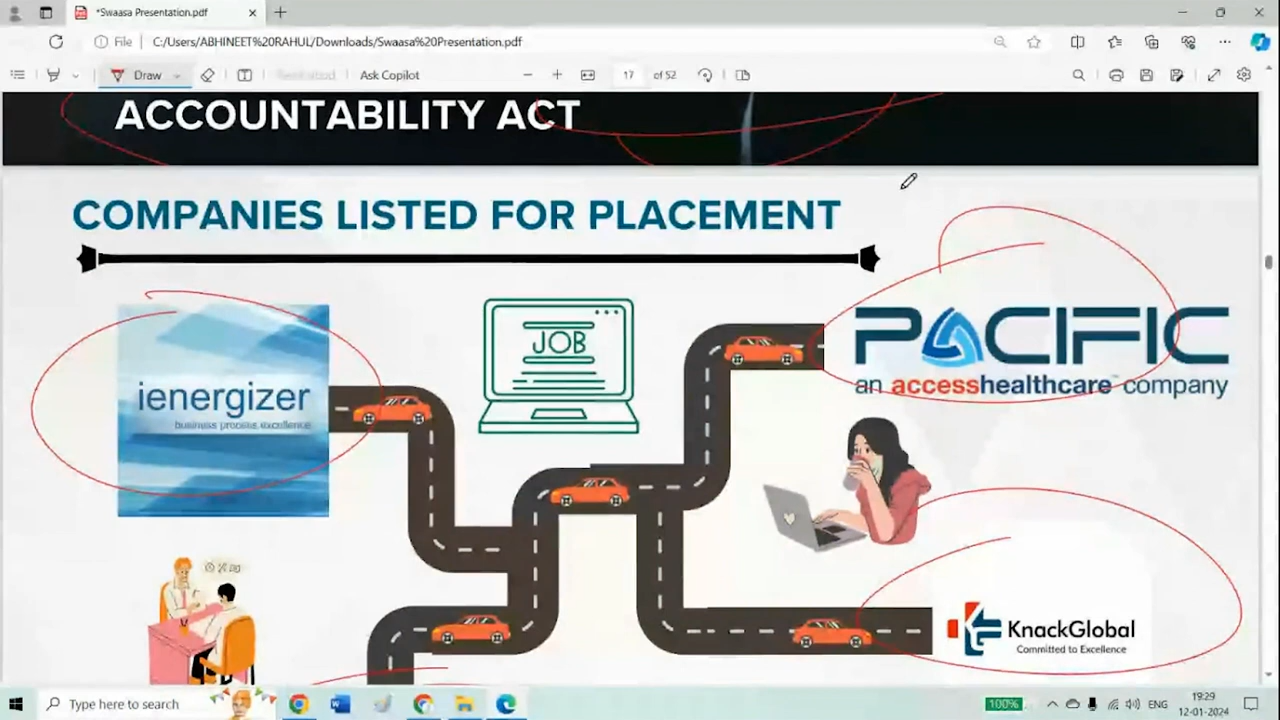 *Swaasa Presentation.pdf
File
C:/Users/ABHINEET%20RAHUL/Downloads/Swaasa%20Presentation.pdf
Draw
Read aloud
Ask Copilot
17
of 52
ACCOUNTABILITY ACT
COMPANIES LISTED FOR PLACEMENT
JOB
PACIFIC
an accesshealthcare company
ienergizer
business process excellence
KnackGlobal
Committed to Excellence
Type here to search
100%
ENG
19:29
12-01-2024